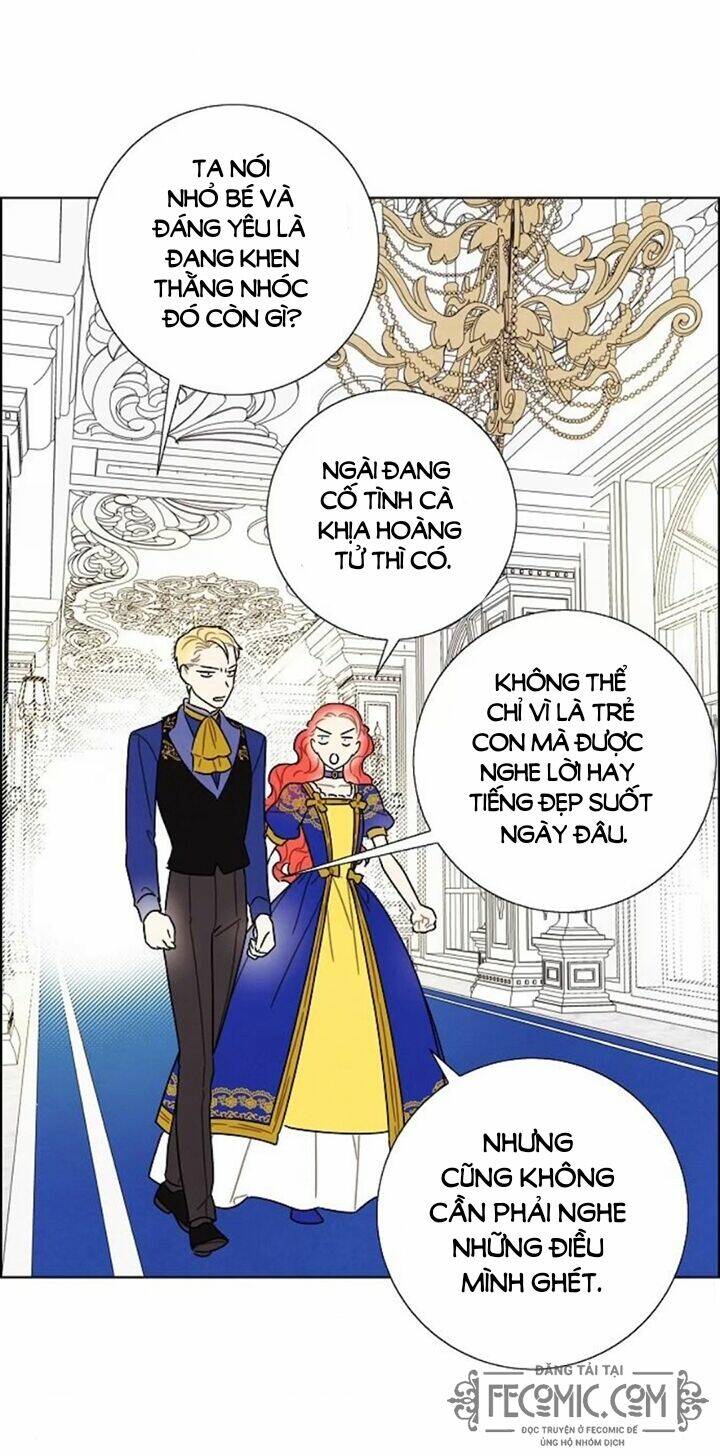 TA NÓI
NHỎ BÉ VÀ
ĐÁNG YÊU LÀ
ĐANG KHEN
THẰNG NHÓC
ĐÓ CÒN GÌ?
NGÀI ĐANG
CỐ TÌNH CÀ
KHỊA HOÀNG
TỬ THÌ CÓ.
KHÔNG THỂ
CHỈ VÌ LÀ TRẺ
CON MÀ ĐƯỢC
NGHE LỜI HAY
TIẾNG ĐẸP SUỐT
NGÀY ĐÂU.
NHƯNG
CŨNG KHÔNG
CẦN PHẢI NGHE
NHỮNG ĐIỀU
MÌNH GHÉT.
ĐĂNG TẢI TẠI
FECOMIC.COM
ĐỌC TRUYỆN Ở FECOMIC ĐỂ
ỦNG HỘ NHÓM DỊCH